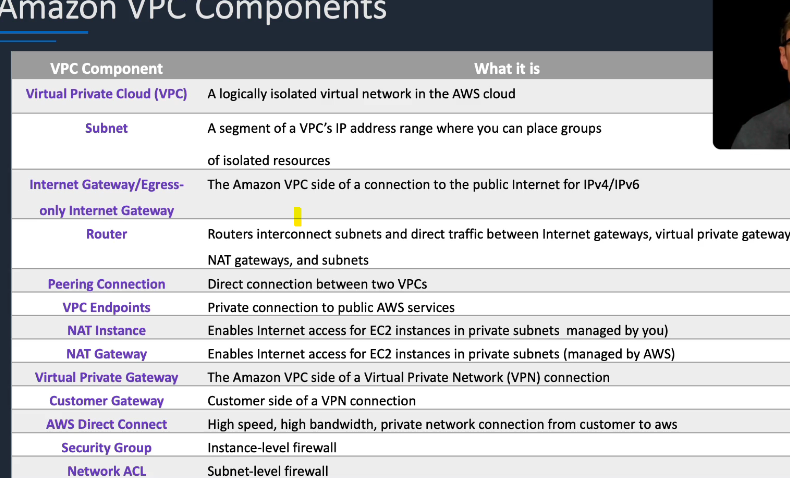 Amazon VPC Components
VPC Component What it is
Virtual Private Cloud (VPC) A logically isolated virtual network in the AWS cloud
Subnet A segment of a VPC’s IP address range where you can place groups
of isolated resources
Internet Gateway/Egress- The Amazon VPC side of a connection to the public Internet for IPv4/IPv6
only Internet Gateway
Router Routers interconnect subnets and direct traffic between Internet gateways, virtual private gateway
NAT gateways, and subnets
Peering Connection Direct connection between two VPCs
VPC Endpoints Private connection to public AWS services
NAT Instance Enables Internet access for EC2 instances in private subnets managed by you)
NAT Gateway Enables Internet access for EC2 instances in private subnets (managed by AWS)
Virtual Private Gateway The Amazon VPC side of a Virtual Private Network (VPN) connection
Customer Gateway Customer side of a VPN connection
AWS Direct Connect High speed, high bandwidth, private network connection from customer to aws
Security Group Instance-level firewall
Network ACL Subnet-level firewall